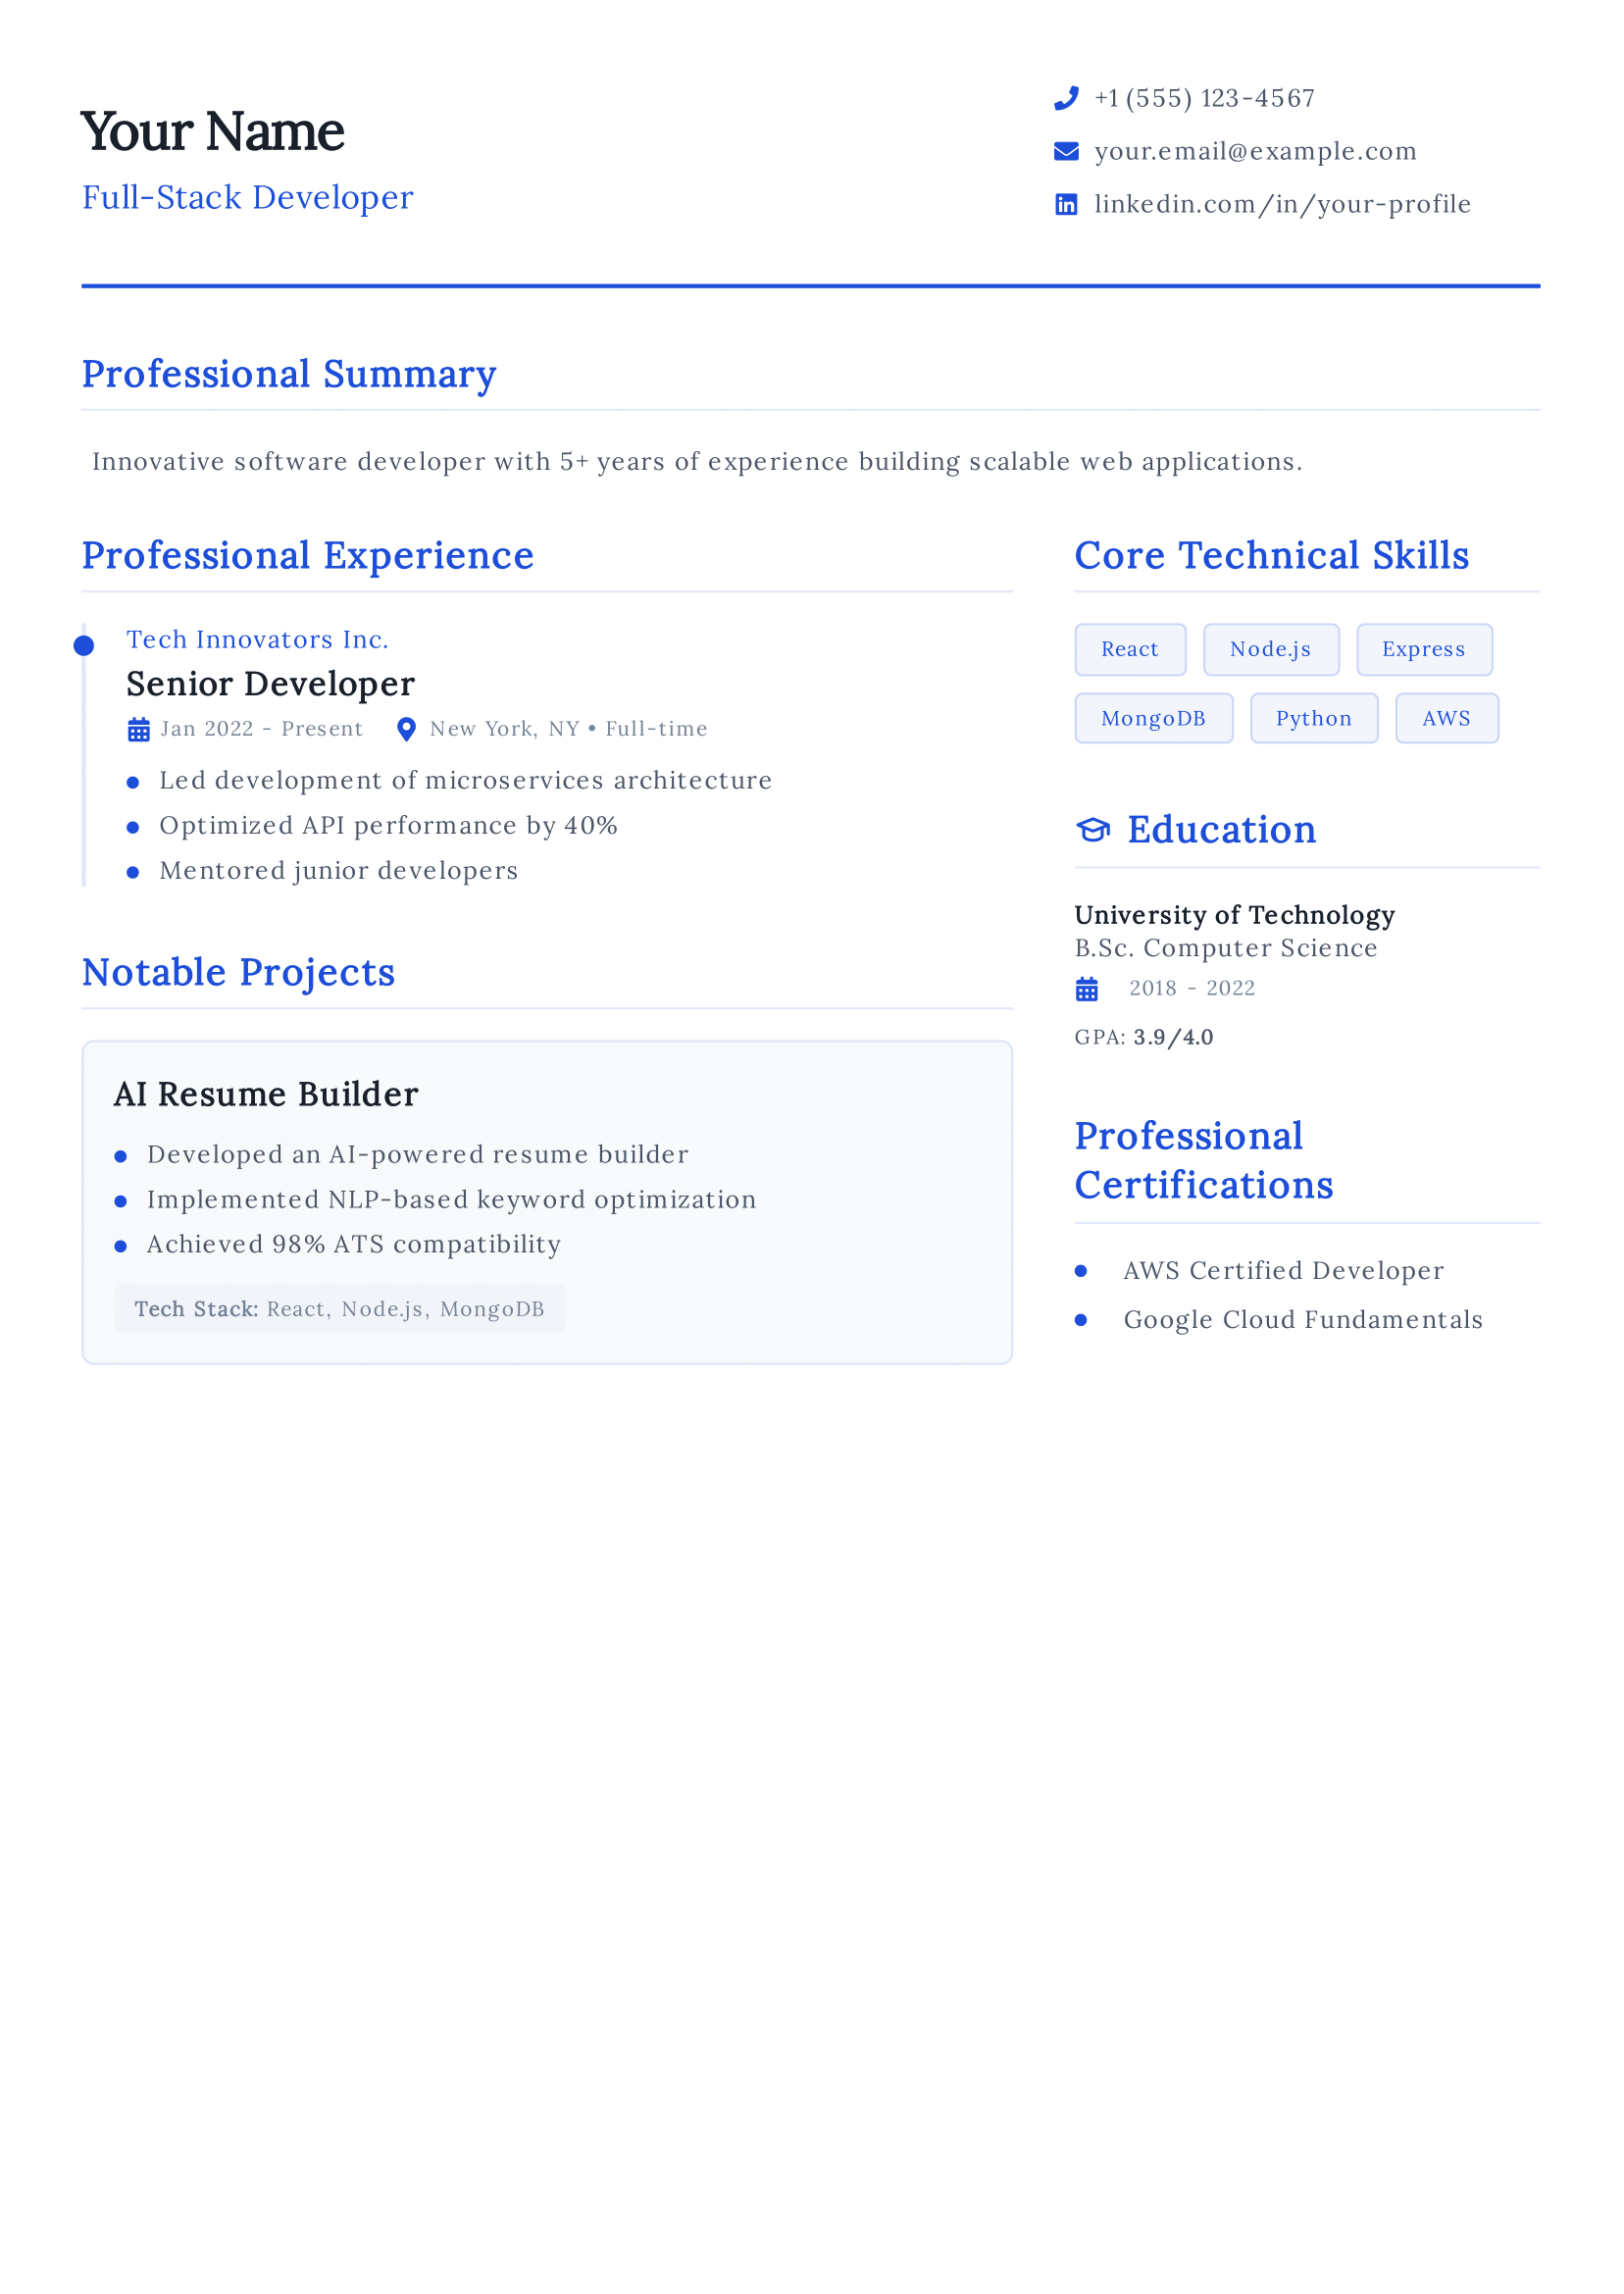 Your Name
Full-Stack Developer
+1 (555) 123-4567
your.email@example.com
linkedin.com/in/your-profile
Professional Summary
Innovative software developer with 5+ years of experience building scalable web applications.
Professional Experience
Tech Innovators Inc.
Senior Developer
Jan 2022 - Present New York, NY • Full-time
Led development of microservices architecture
Optimized API performance by 40%
Mentored junior developers
Notable Projects
AI Resume Builder
Developed an AI-powered resume builder
Implemented NLP-based keyword optimization
Achieved 98% ATS compatibility
Tech Stack: React, Node.js, MongoDB
Core Technical Skills
React Node.js Express
MongoDB Python AWS
Education
University of Technology
B.Sc. Computer Science
2018 - 2022
GPA: 3.9/4.0
Professional
Certifications
AWS Certified Developer
Google Cloud Fundamentals